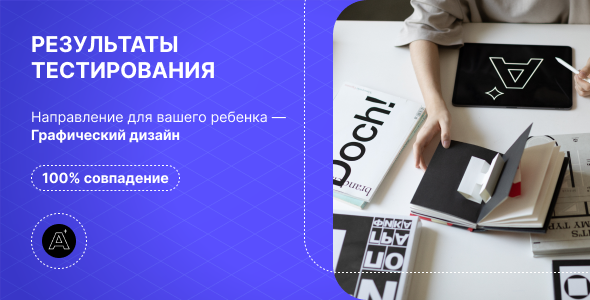 РЕЗУЛЬТАТЫ
ТЕСТИРОВАНИЯ
Направление для вашего ребенка —
Графический дизайн
100% совпадение
A
A
Doch!